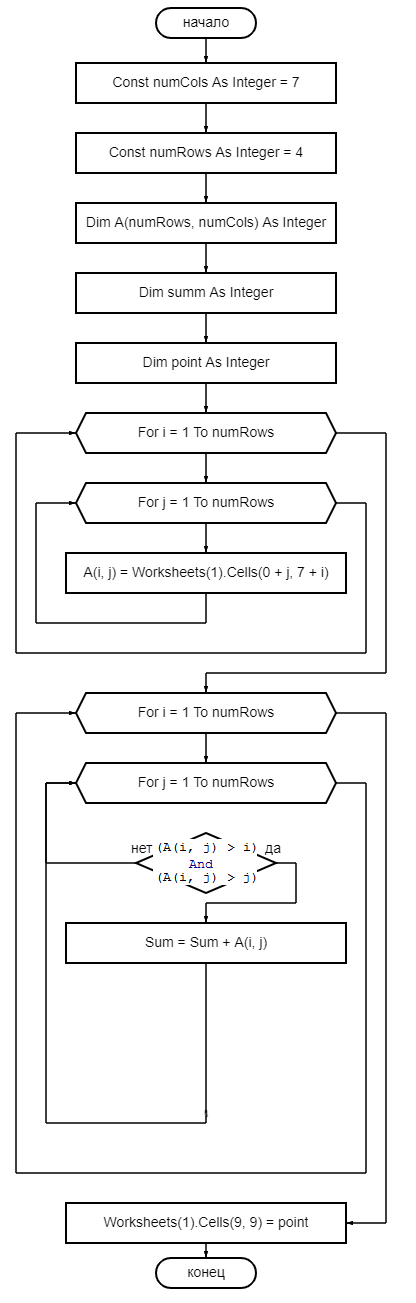 начало
Const numCols As Integer = 7
Const numRows As Integer = 4
Dim A(numRows, numCols) As Integer
Dim summ As Integer
Dim point As Integer
For i = 1 To numRows
For j = 1 To numRows
A(i, j) = Worksheets(1).Cells(0 + j, 7 + i)
For i = 1 To numRows
For j = 1 To numRows
нет (A(i, j) > i) да
And
(A(i, j) > j)
Sum = Sum + A(i, j)
Worksheets(1).Cells(9, 9) = point
конец